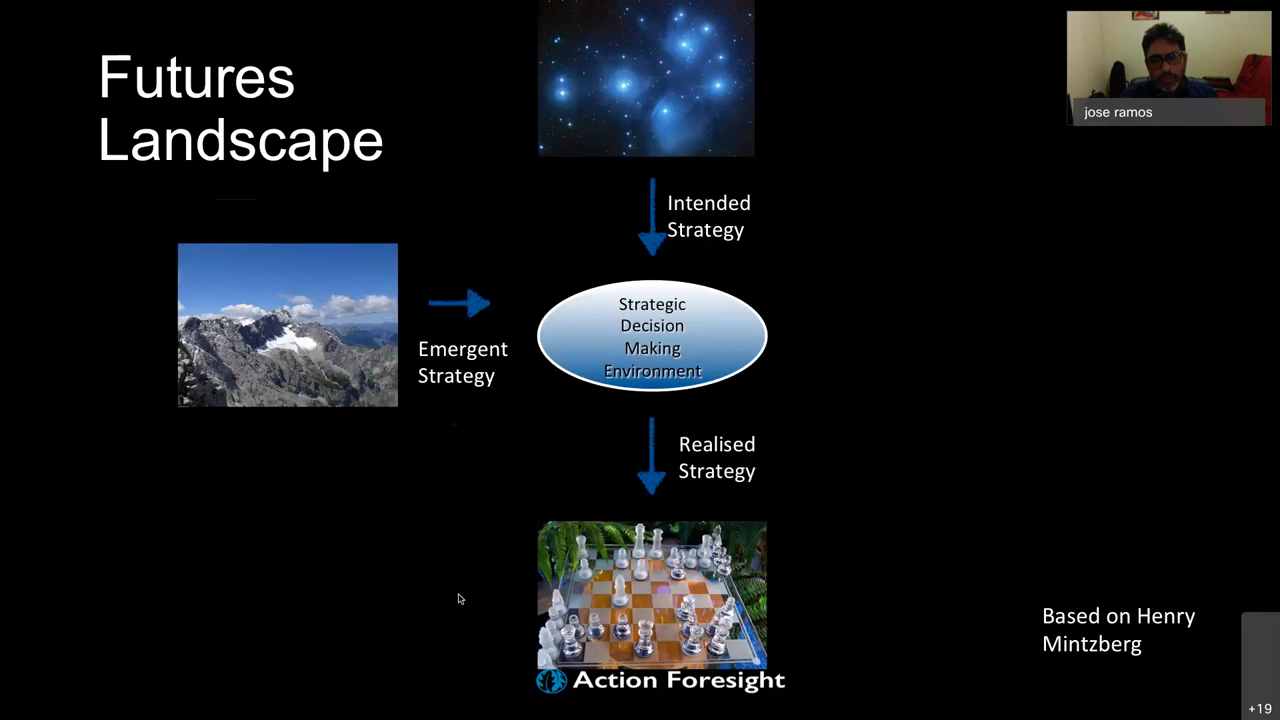 Futures
Landscape
jose ramos
Intended
Strategy
Strategic
Decision
Making
Environment
Emergent
Strategy
Realised
Strategy
Based on Henry
Mintzberg
Action Foresight
+19